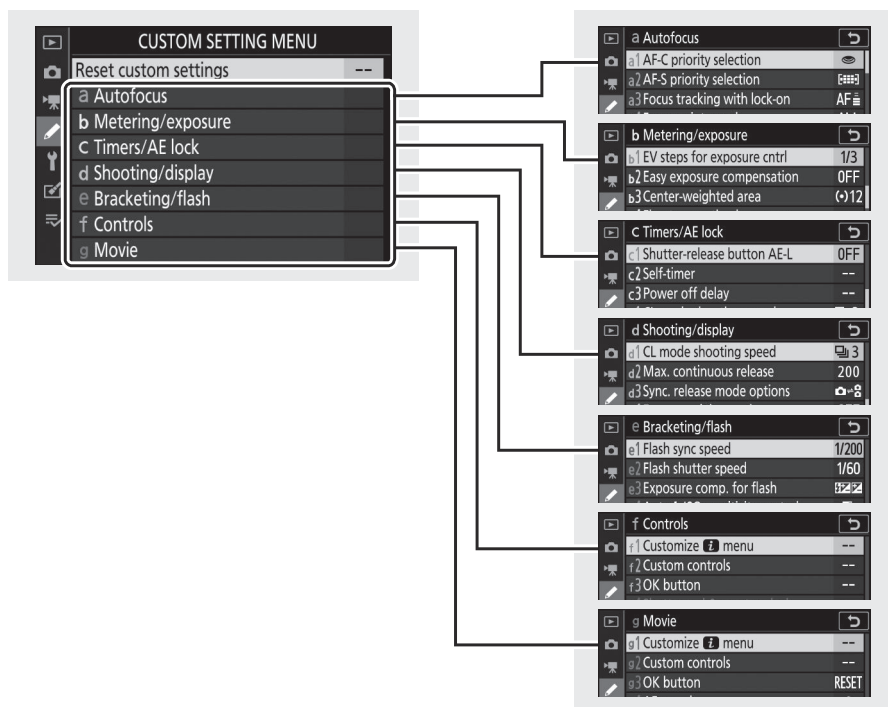 CUSTOM SETTING MENU
Reset custom settings --
a Autofocus
b Metering/exposure
c Timers/AE lock
d Shooting/display
e Bracketing/flash
f Controls
g Movie
a Autofocus
a1 AF-C priority selection
a2 AF-S priority selection
a3 Focus tracking with lock-on AF
b Metering/exposure
b1 EV steps for exposure cntrl 1/3
b2 Easy exposure compensation OFF
b3 Center-weighted area (•)12
c Timers/AE lock
c1 Shutter-release button AE-L OFF
c2 Self-timer --
c3 Power off delay --
d Shooting/display
d1 CL mode shooting speed 3
d2 Max. continuous release 200
d3 Sync. release mode options
e Bracketing/flash
e1 Flash sync speed 1/200
e2 Flash shutter speed 1/60
e3 Exposure comp. for flash
f Controls
f1 Customize i menu --
f2 Custom controls --
f3 OK button --
g Movie
g1 Customize i menu --
g2 Custom controls --
g3 OK button RESET